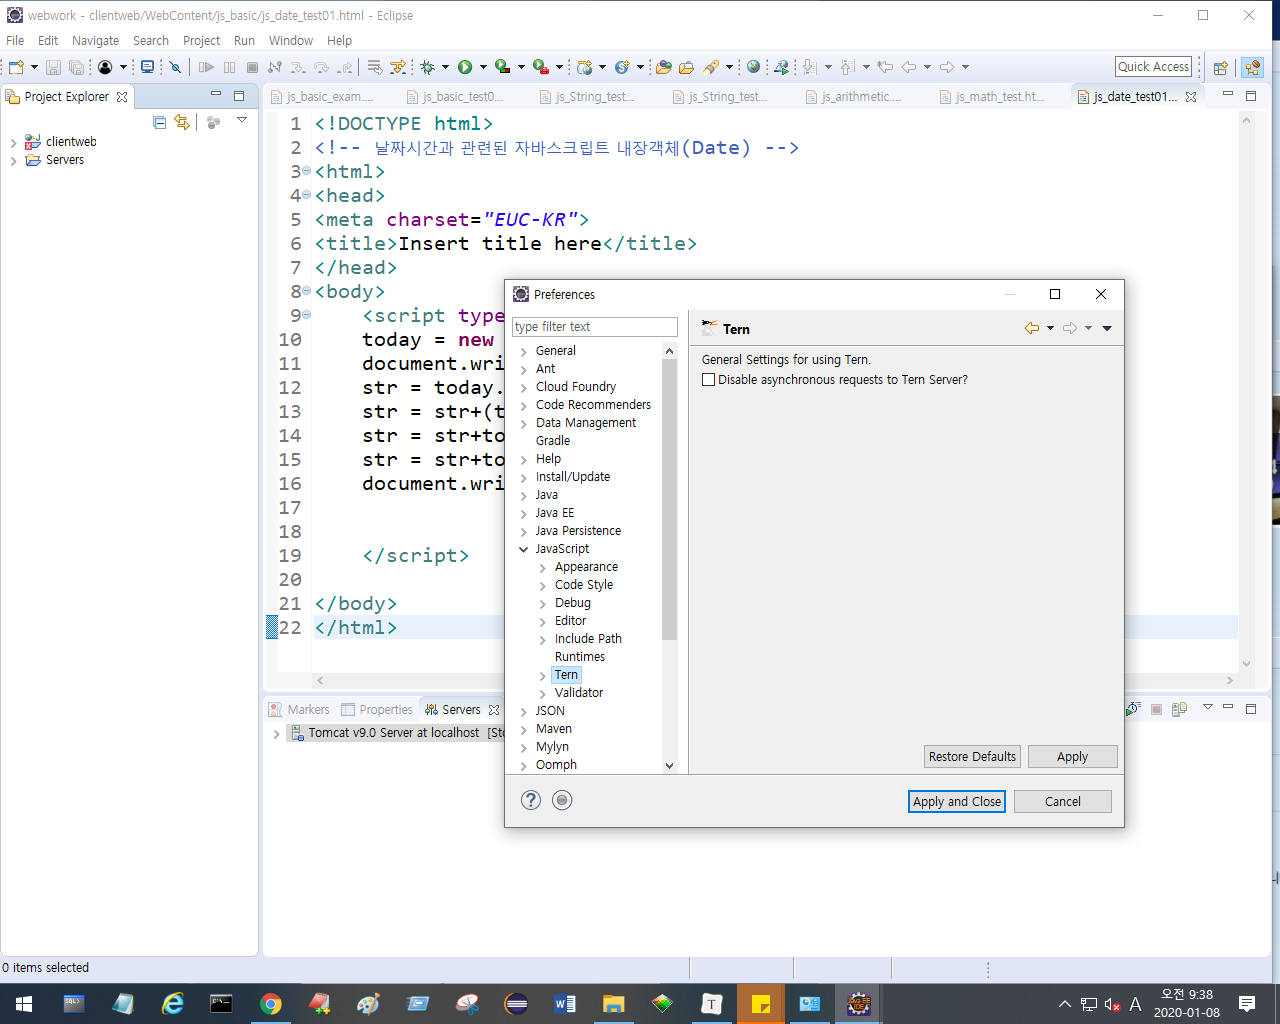 webwork - clientweb/WebContent/js_basic/js_date_test01.html - Eclipse
File Edit Navigate Search Project Run Window Help
Quick Access
Project Explorer
clientweb
Servers
js_basic_exam....
js_basic_test0...
js_String_test...
js_String_test...
js_arithmetic....
js_math_test.ht...
js_date_test01...
1 <!DOCTYPE html>
2 <!-- 날짜시간과 관련된 자바스크립트 내장객체(Date) -->
3 <html>
4 <head>
5 <meta charset="EUC-KR">
6 <title>Insert title here</title>
7 </head>
8 <body>
9 <script type
10 today = new
11 document.wri
12 str = today.
13 str = str+(t
14 str = str+to
15 str = str+to
16 document.wri
17
18
19 </script>
20
21 </body>
22 </html>
Preferences
type filter text
General
Ant
Cloud Foundry
Code Recommenders
Data Management
Gradle
Help
Install/Update
Java
Java EE
Java Persistence
JavaScript
Appearance
Code Style
Debug
Editor
Include Path
Runtimes
Tern
Validator
JSON
Maven
Mylyn
Oomph
Tern
General Settings for using Tern.
Disable asynchronous requests to Tern Server?
Restore Defaults Apply
Apply and Close Cancel
Markers Properties Servers
Tomcat v9.0 Server at localhost [Sto
0 items selected
A
오전 9:38
2020-01-08